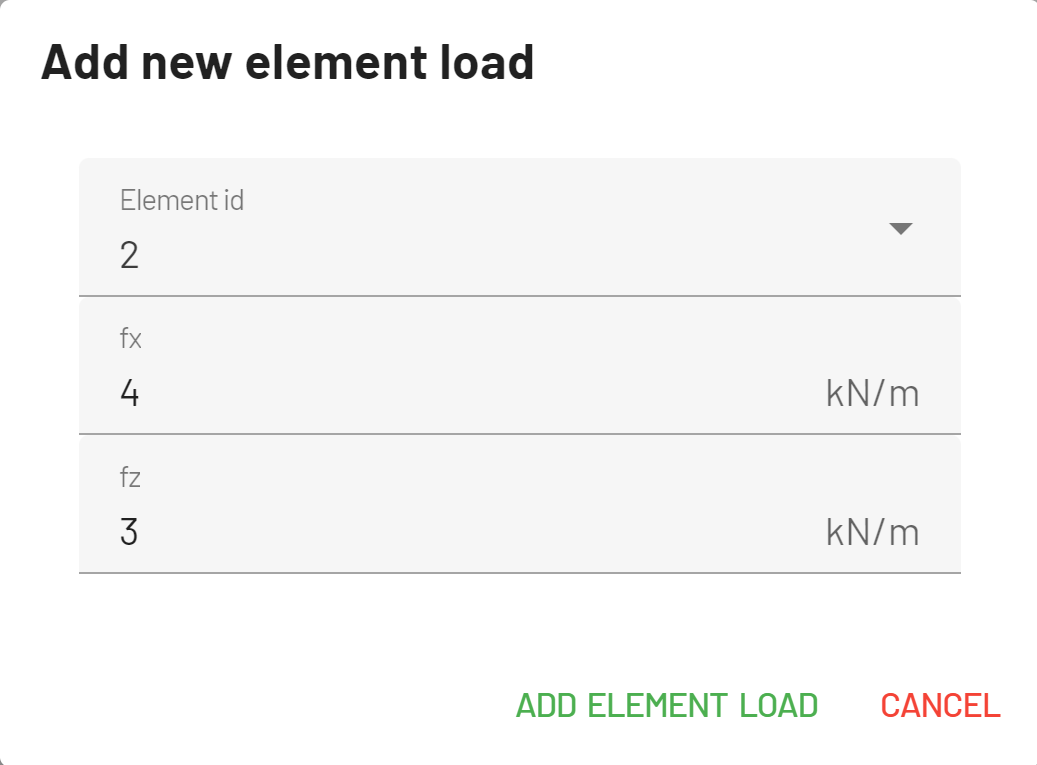 Add new element load
Element id
2
fx
4 kN/m
fz
3 kN/m
ADD ELEMENT LOAD CANCEL